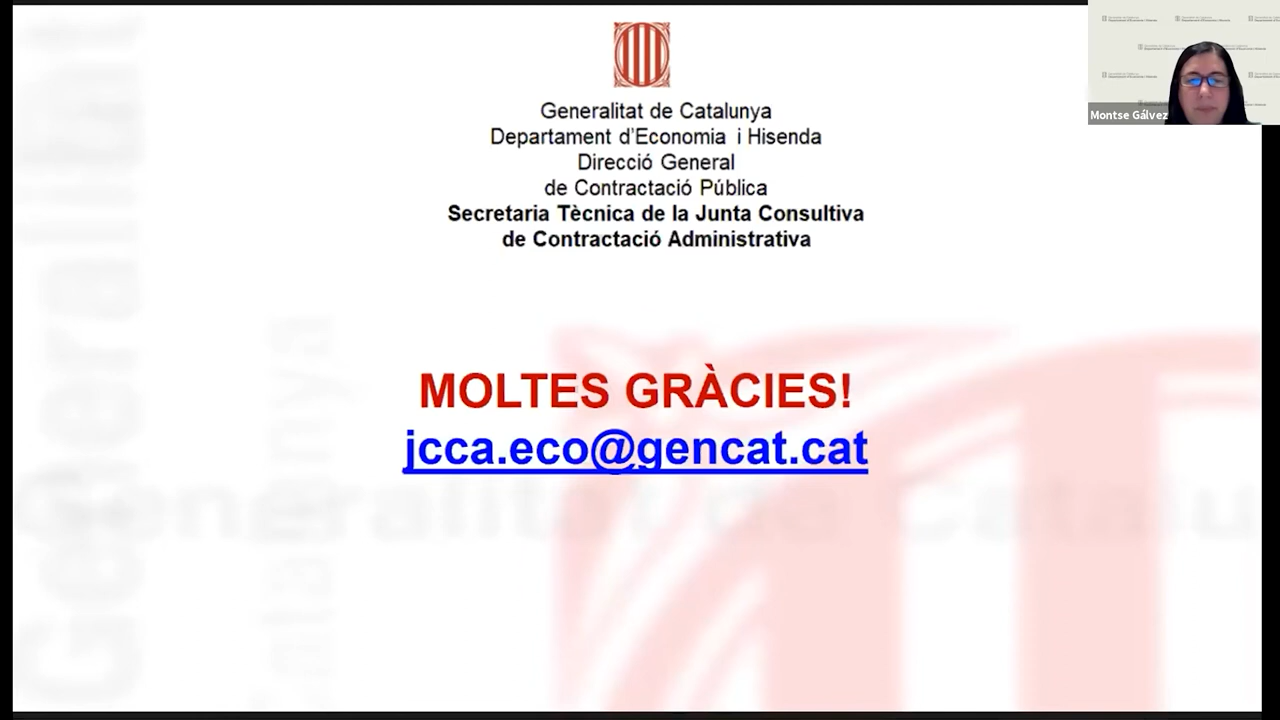 Generalitat de Catalunya
Departament d'Economia i Hisenda
Direcció General
de Contractació Pública
Secretaria Tècnica de la Junta Consultiva
de Contractació Administrativa
MOLTES GRÀCIES!
jcca.eco@gencat.cat
Montse Gálvez